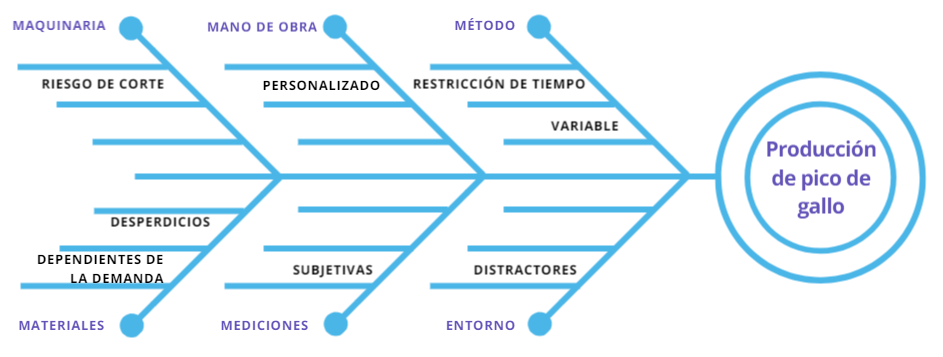 MAQUINARIA
MANO DE OBRA
MÉTODO
RIESGO DE CORTE
PERSONALIZADO
RESTRICCIÓN DE TIEMPO
VARIABLE
Producción
de pico de
gallo
DESPERDICIOS
DEPENDIENTES DE
LA DEMANDA
SUBJETIVAS
DISTRACTORES
MATERIALES
MEDICIONES
ENTORNO